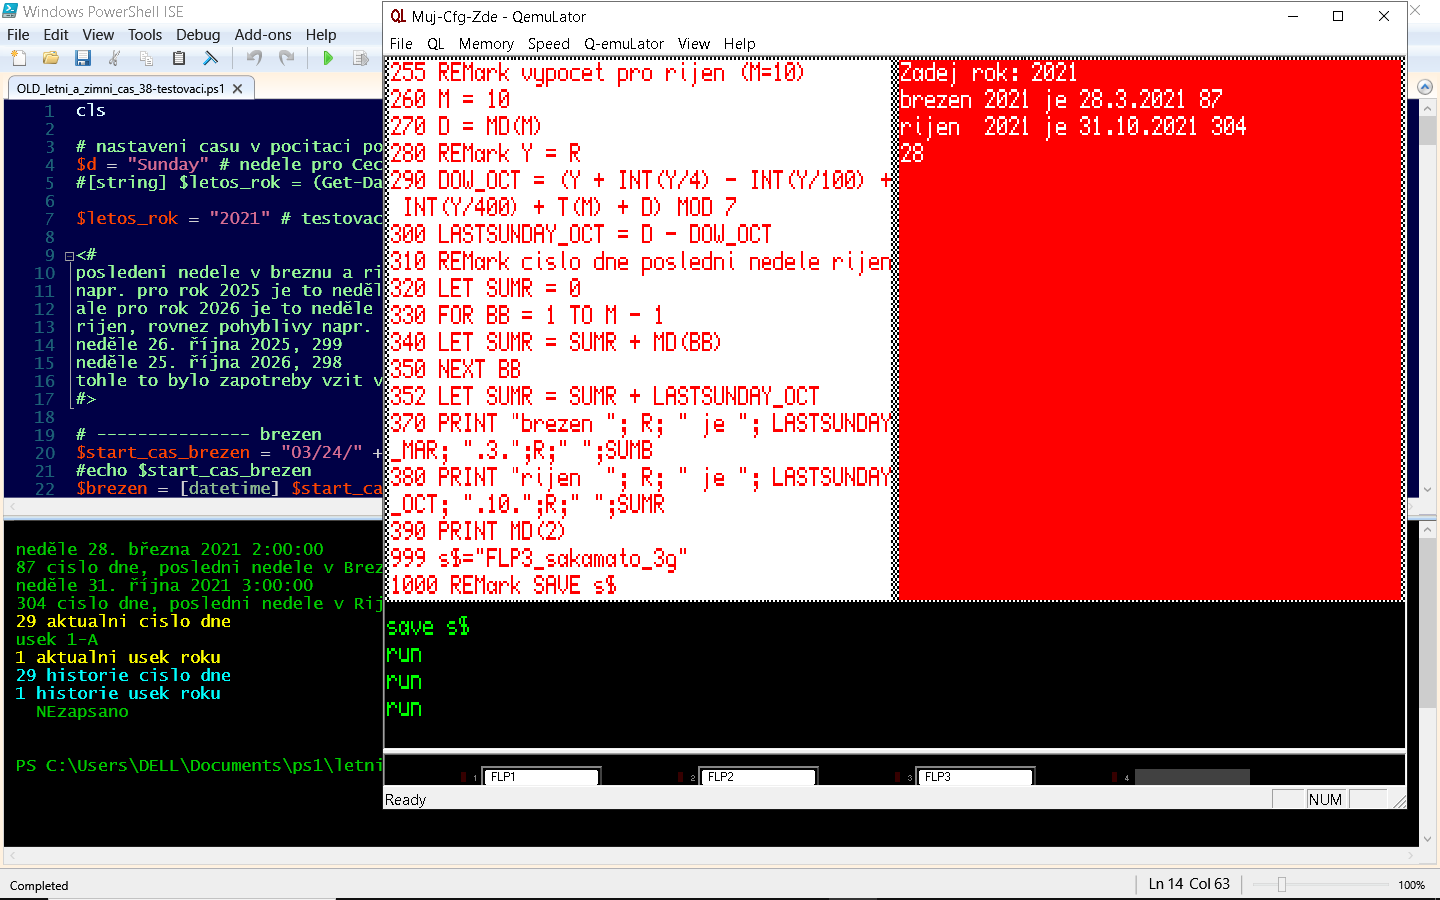 Windows PowerShell ISE
File Edit View Tools Debug Add-ons Help
OLD_letni_a_zimni_cas_38-testovaci.ps1
1 cls
2
3 # nastaveni casu v pocitaci po
4 $d = "Sunday" # nedele pro Cec
5 #[string] $letos_rok = (Get-Da
6
7 $letos_rok = "2021" # testovac
8
9 <#
10 posledeni nedele v breznu a ri
11 napr. pro rok 2025 je to neděl
12 ale pro rok 2026 je to neděle
13 rijen, rovnez pohyblivy napr.
14 neděle 26. října 2025, 299
15 neděle 25. října 2026, 298
16 tohle to bylo zapotreby vzit v
17 #>
18
19 # --------------- brezen
20 $start_cas_brezen = "03/24/" +
21 #echo $start_cas_brezen
22 $brezen = [datetime] $start_ca
neděle 28. března 2021 2:00:00
87 cislo dne, posledni nedele v Brez
neděle 31. října 2021 3:00:00
304 cislo dne, posledni nedele v Rij
29 aktualni cislo dne
usek 1-A
1 aktualni usek roku
29 historie cislo dne
1 historie usek roku
NEzapsano
PS C:\Users\DELL\Documents\ps1\letni
Completed
Ln 14 Col 63
100%
QL Muj-Cfg-Zde - QemuLator
File QL Memory Speed Q-emuLator View Help
255 REMark vypocet pro rijen (M=10)
260 M = 10
270 D = MD(M)
280 REMark Y = R
290 DOW_OCT = (Y + INT(Y/4) - INT(Y/100) +
INT(Y/400) + T(M) + D) MOD 7
300 LASTSUNDAY_OCT = D - DOW_OCT
310 REMark cislo dne posledni nedele rijen
320 LET SUMR = 0
330 FOR BB = 1 TO M - 1
340 LET SUMR = SUMR + MD(BB)
350 NEXT BB
352 LET SUMR = SUMR + LASTSUNDAY_OCT
370 PRINT "brezen "; R; " je "; LASTSUNDAY
_MAR; ".3.";R;" ";SUMB
380 PRINT "rijen  "; R; " je "; LASTSUNDAY
_OCT; ".10.";R;" ";SUMR
390 PRINT MD(2)
999 s$="FLP3_sakamato_3g"
1000 REMark SAVE s$
Zadej rok: 2021
brezen 2021 je 28.3.2021 87
rijen  2021 je 31.10.2021 304
28
save s$
run
run
run
1 FLP1 2 FLP2 3 FLP3 4
Ready
NUM